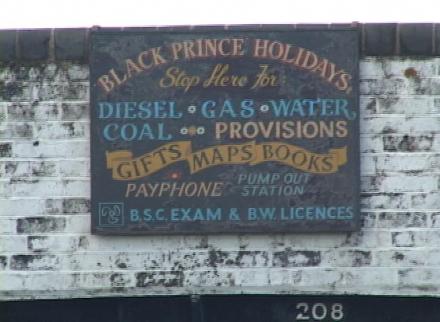 BLACK PRINCE HOLIDAYS.
Stop Here For:
DIESEL • GAS • WATER
COAL • PROVISIONS
GIFTS MAPS BOOKS
PAYPHONE PUMP OUT STATION
B.S.C. EXAM & B.W. LICENCES
208